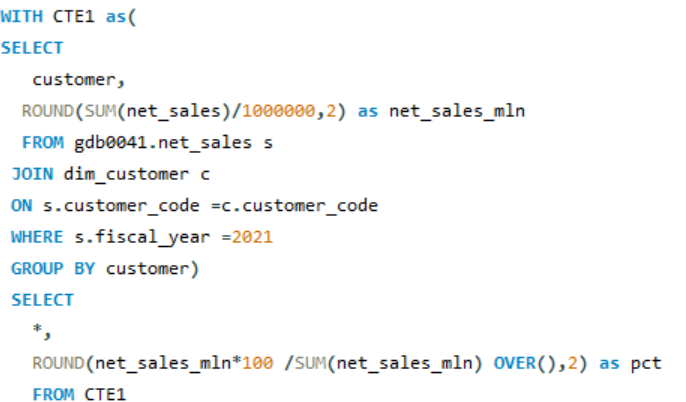 WITH CTE1 as(
SELECT
customer,
ROUND(SUM(net_sales)/1000000,2) as net_sales_mln
FROM gdb0041.net_sales s
JOIN dim_customer c
ON s.customer_code =c.customer_code
WHERE s.fiscal_year =2021
GROUP BY customer)
SELECT
*,
ROUND(net_sales_mln*100 /SUM(net_sales_mln) OVER(),2) as pct
FROM CTE1